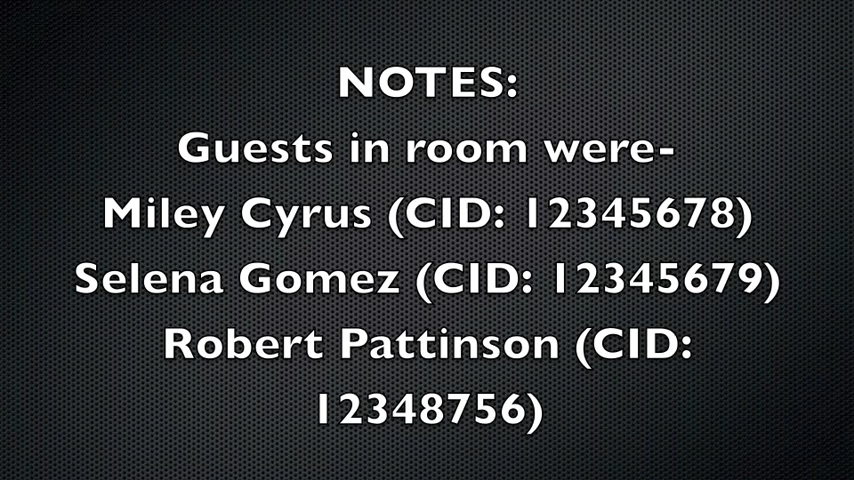 NOTES:
Guests in room were-
Miley Cyrus (CID: 12345678)
Selena Gomez (CID: 12345679)
Robert Pattinson (CID:
12348756)